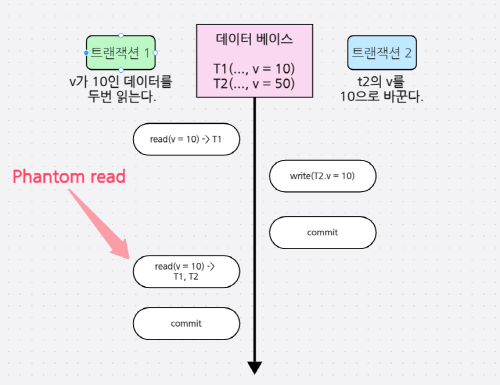 트랜잭션 1
v가 10인 데이터를
두번 읽는다.
데이터 베이스
T1(..., v = 10)
T2(..., v = 50)
트랜잭션 2
t2의 v를
10으로 바꾼다.
read(v = 10) -> T1
write(T2.v = 10)
Phantom read
commit
read(v = 10) ->
T1, T2
commit